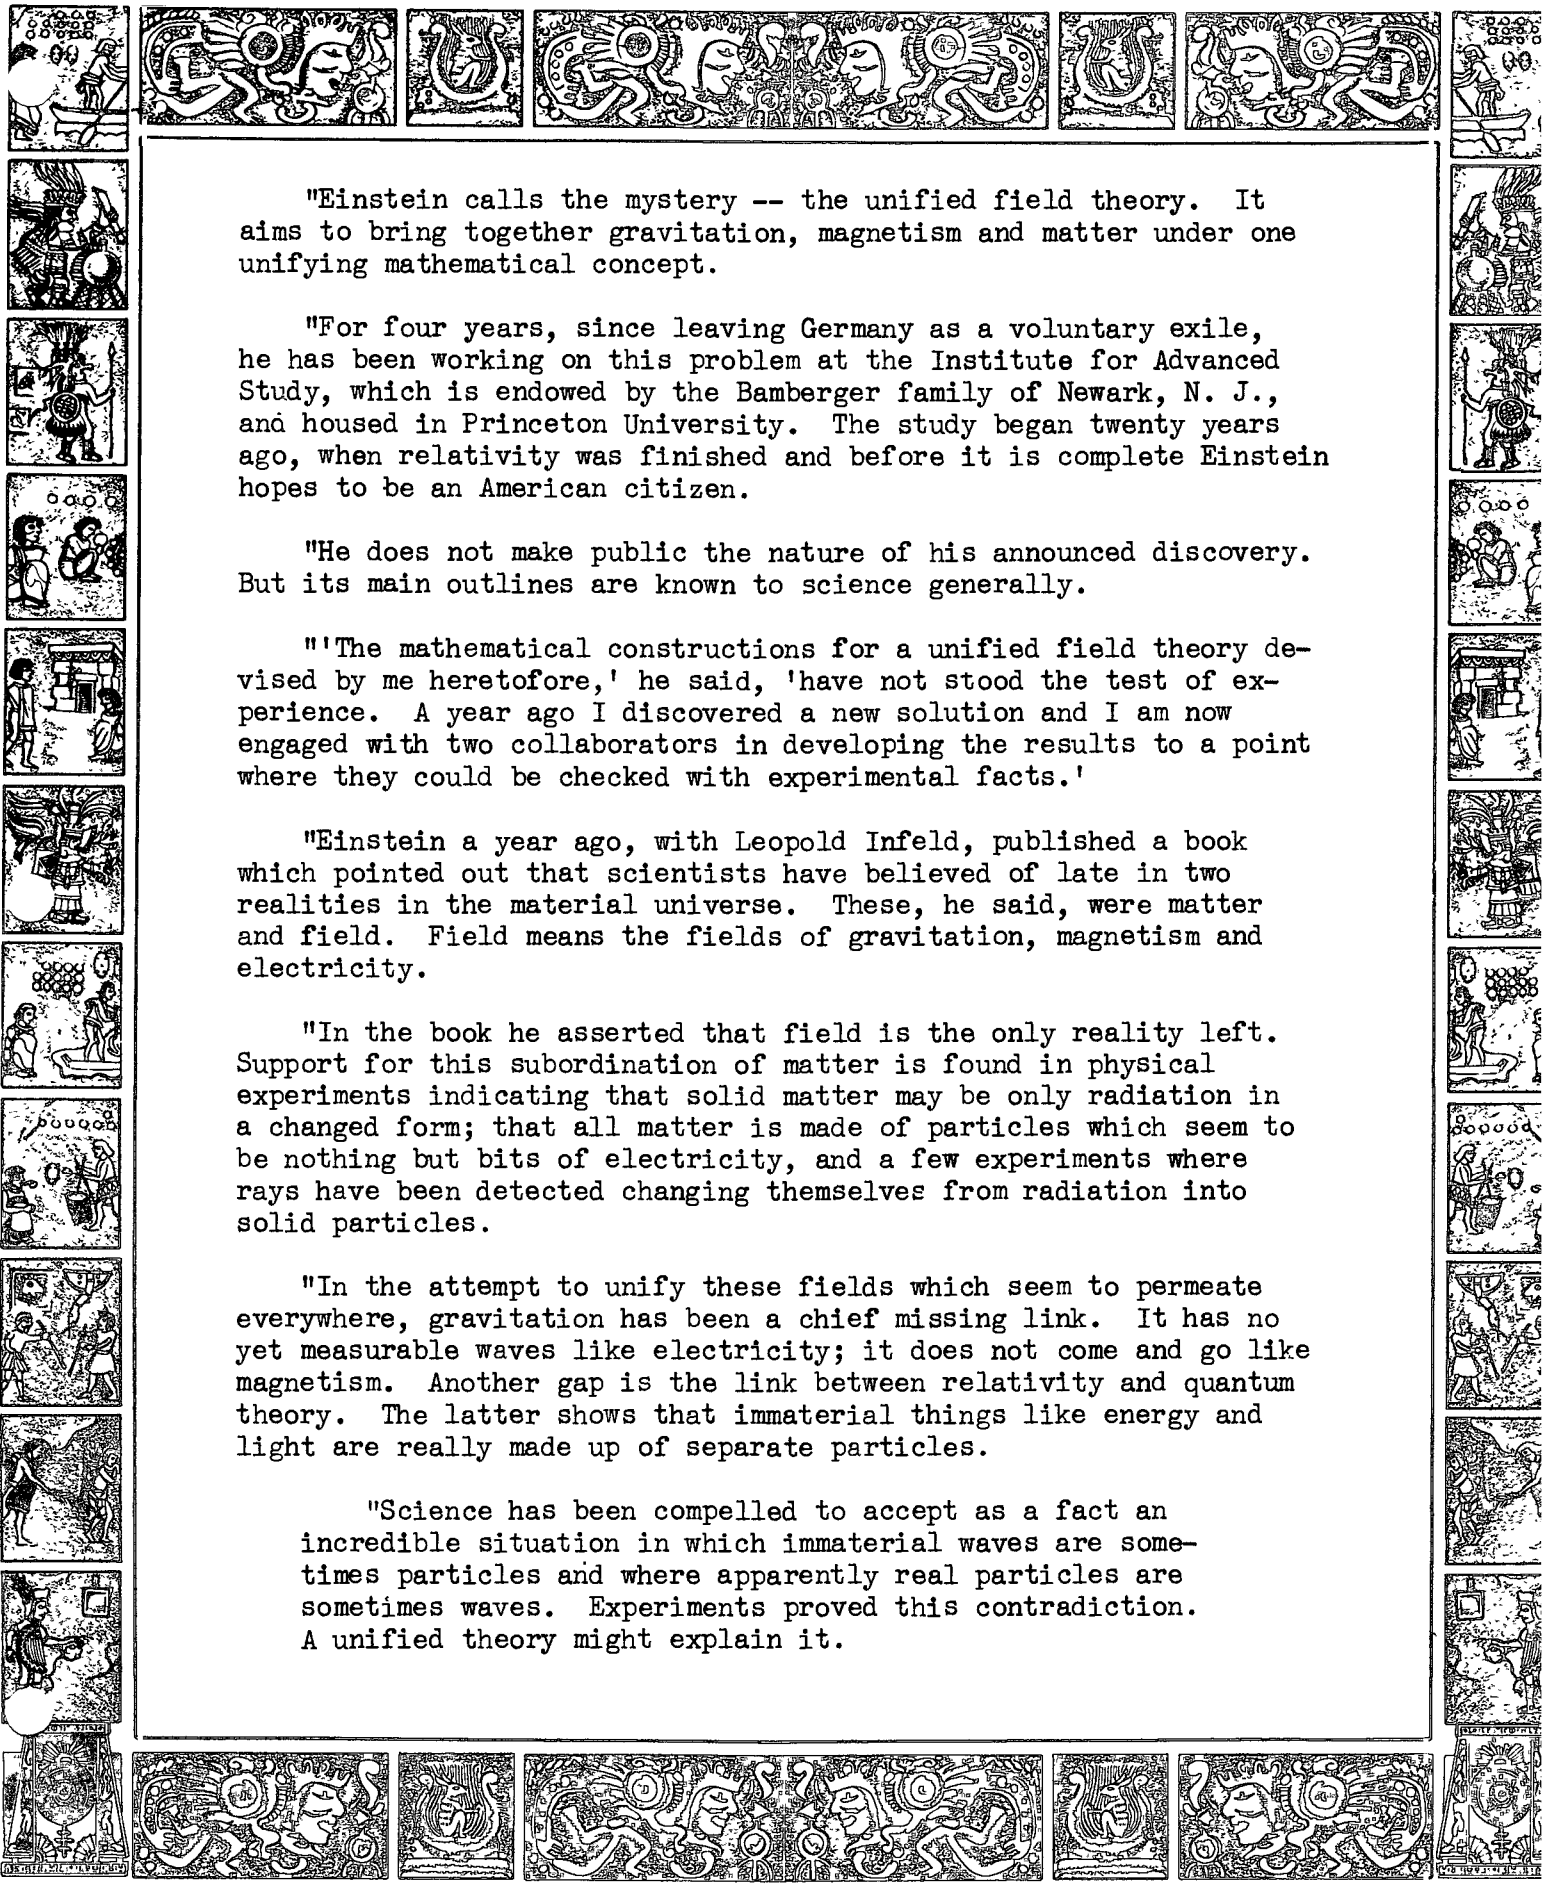 "Einstein calls the mystery -- the unified field theory. It
aims to bring together gravitation, magnetism and matter under one
unifying mathematical concept.
"For four years, since leaving Germany as a voluntary exile,
he has been working on this problem at the Institute for Advanced
Study, which is endowed by the Bamberger family of Newark, N. J.,
and housed in Princeton University. The study began twenty years
ago, when relativity was finished and before it is complete Einstein
hopes to be an American citizen.
"He does not make public the nature of his announced discovery.
But its main outlines are known to science generally.
"'The mathematical constructions for a unified field theory de-
vised by me heretofore,' he said, 'have not stood the test of ex-
perience. A year ago I discovered a new solution and I am now
engaged with two collaborators in developing the results to a point
where they could be checked with experimental facts.'
"Einstein a year ago, with Leopold Infeld, published a book
which pointed out that scientists have believed of late in two
realities in the material universe. These, he said, were matter
and field. Field means the fields of gravitation, magnetism and
electricity.
"In the book he asserted that field is the only reality left.
Support for this subordination of matter is found in physical
experiments indicating that solid matter may be only radiation in
a changed form; that all matter is made of particles which seem to
be nothing but bits of electricity, and a few experiments where
rays have been detected changing themselves from radiation into
solid particles.
"In the attempt to unify these fields which seem to permeate
everywhere, gravitation has been a chief missing link. It has no
yet measurable waves like electricity; it does not come and go like
magnetism. Another gap is the link between relativity and quantum
theory. The latter shows that immaterial things like energy and
light are really made up of separate particles.
"Science has been compelled to accept as a fact an
incredible situation in which immaterial waves are some-
times particles and where apparently real particles are
sometimes waves. Experiments proved this contradiction.
A unified theory might explain it.